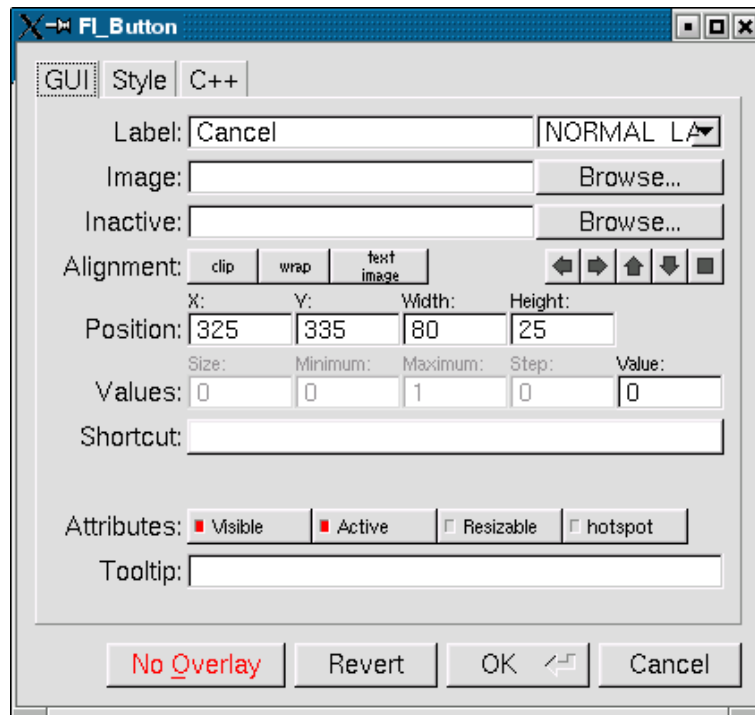 Fl_Button
GUI Style C++
Label: Cancel NORMAL LA
Image: Browse...
Inactive: Browse...
Alignment: clip wrap text image
X: Y: Width: Height:
Position: 325 335 80 25
Size: Minimum: Maximum: Step: Value:
Values: 0 0 1 0 0
Shortcut:
Attributes: Visible Active Resizable hotspot
Tooltip:
No Overlay Revert OK Cancel